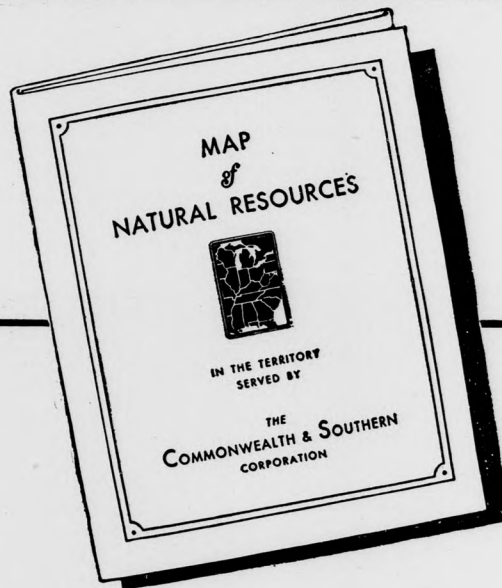 MAP
of
NATURAL RESOURCES
IN THE TERRITORY
SERVED BY
THE
COMMONWEALTH & SOUTHERN
CORPORATION